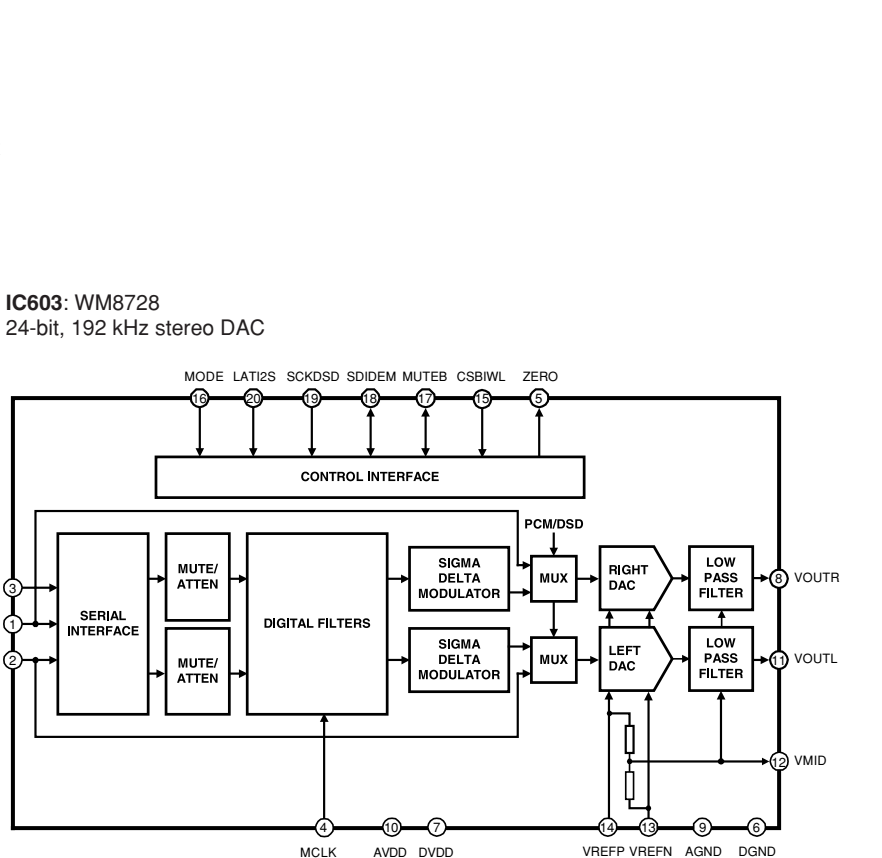 IC603: WM8728
24-bit, 192 kHz stereo DAC
MODE LATI2S SCKDSD SDIDEM MUTEB CSBIWL ZERO
16 20 19 18 17 15 5
CONTROL INTERFACE
PCM/DSD
SERIAL
INTERFACE
MUTE/
ATTEN
MUTE/
ATTEN
DIGITAL FILTERS
SIGMA
DELTA
MODULATOR
SIGMA
DELTA
MODULATOR
MUX
MUX
RIGHT
DAC
LEFT
DAC
LOW
PASS
FILTER
LOW
PASS
FILTER
3
1
2
8 VOUTR
11 VOUTL
12 VMID
4 10 7 14 13 9 6
MCLK AVDD DVDD VREFP VREFN AGND DGND